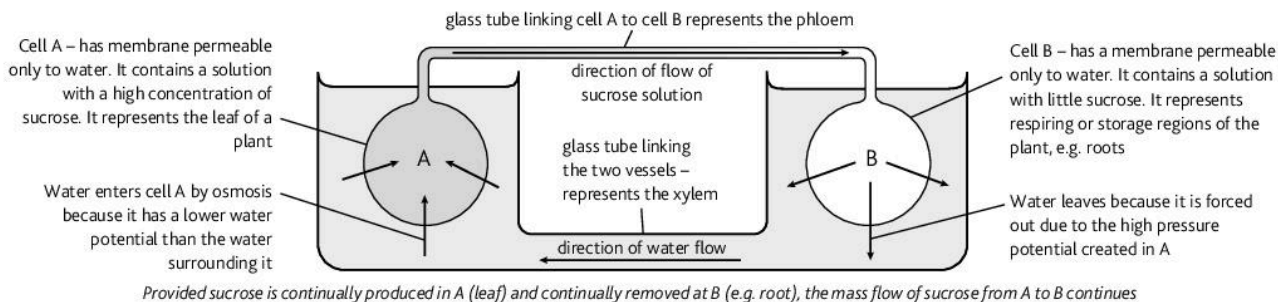 glass tube linking cell A to cell B represents the phloem
Cell A – has membrane permeable
only to water. It contains a solution
with a high concentration of
sucrose. It represents the leaf of a
plant
direction of flow of
sucrose solution
Cell B – has a membrane permeable
only to water. It contains a solution
with little sucrose. It represents
respiring or storage regions of the
plant, e.g. roots
A
glass tube linking
the two vessels –
represents the xylem
B
Water enters cell A by osmosis
because it has a lower water
potential than the water
surrounding it
direction of water flow
Water leaves because it is forced
out due to the high pressure
potential created in A
Provided sucrose is continually produced in A (leaf) and continually removed at B (e.g. root), the mass flow of sucrose from A to B continues